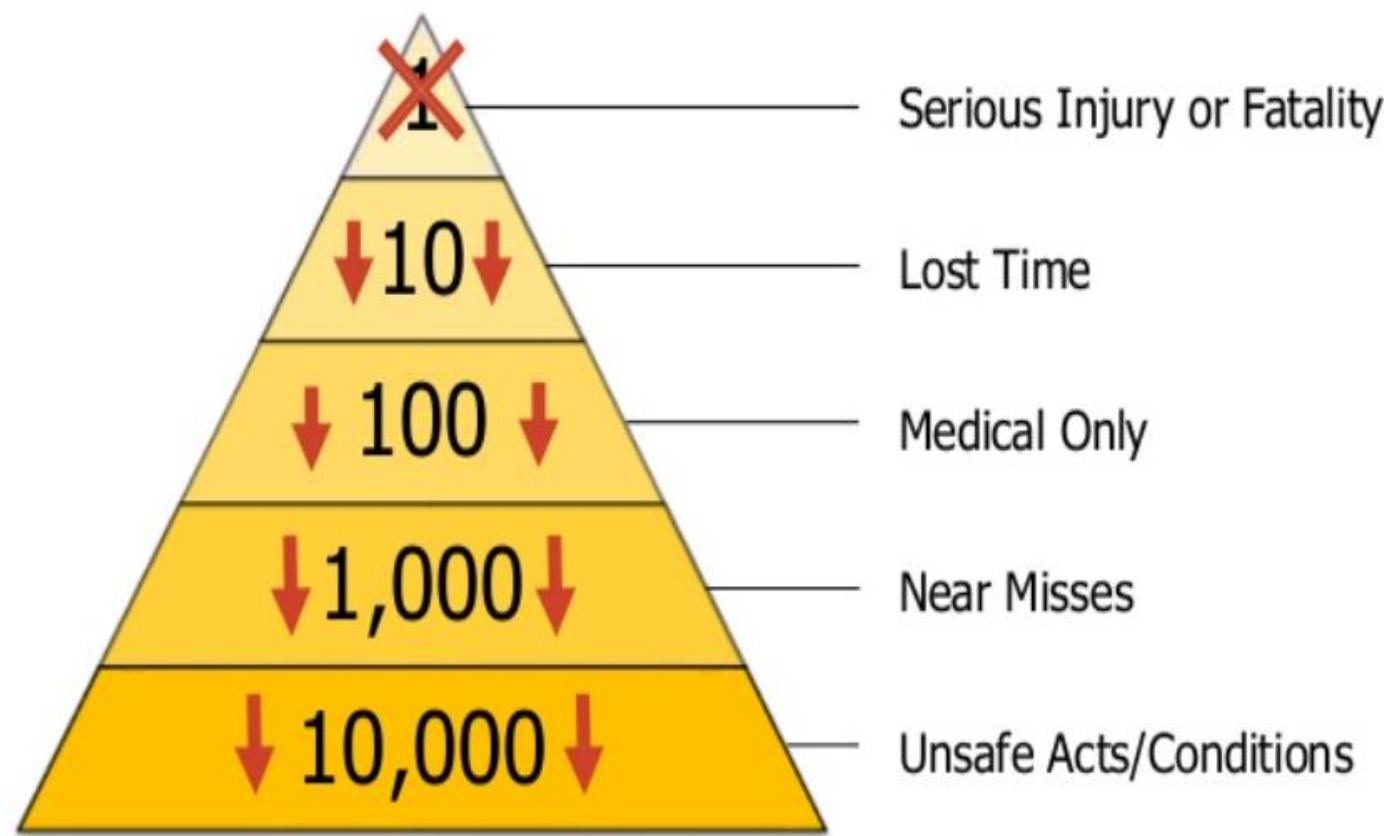 1
Serious Injury or Fatality
10
Lost Time
100
Medical Only
1,000
Near Misses
10,000
Unsafe Acts/Conditions